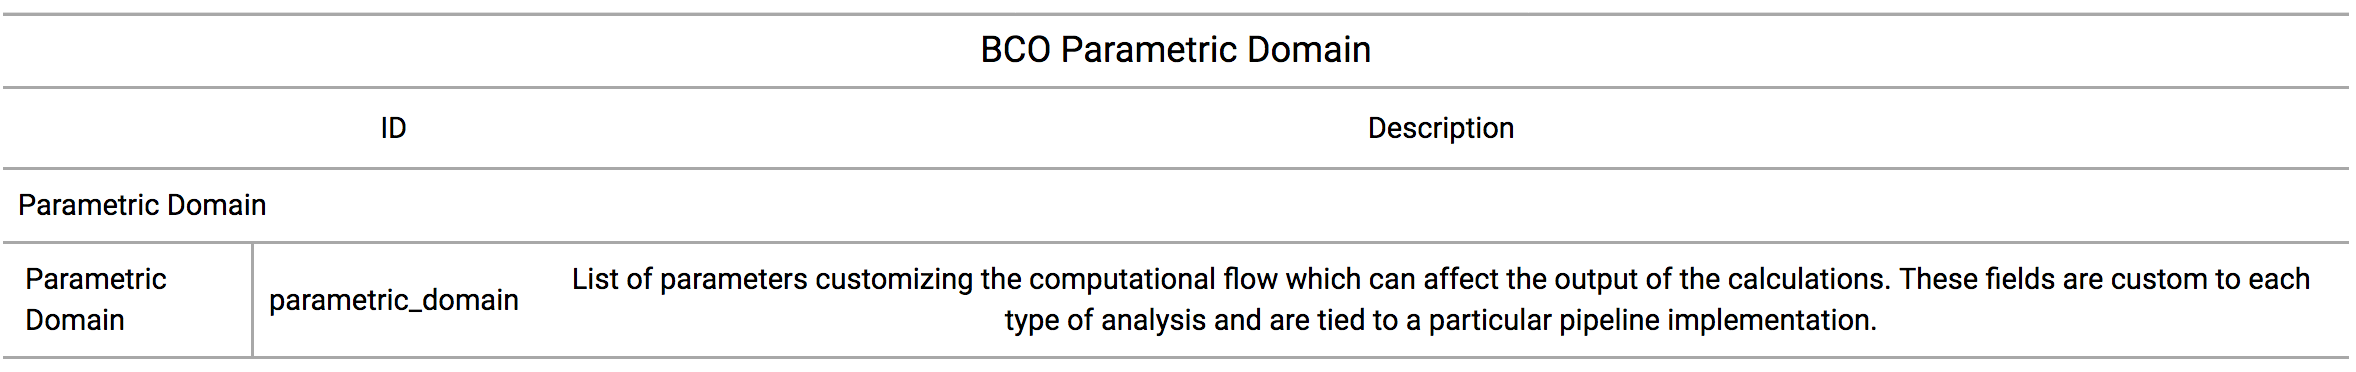 BCO Parametric Domain
ID Description
Parametric Domain
Parametric
Domain
parametric_domain
List of parameters customizing the computational flow which can affect the output of the calculations. These fields are custom to each
type of analysis and are tied to a particular pipeline implementation.